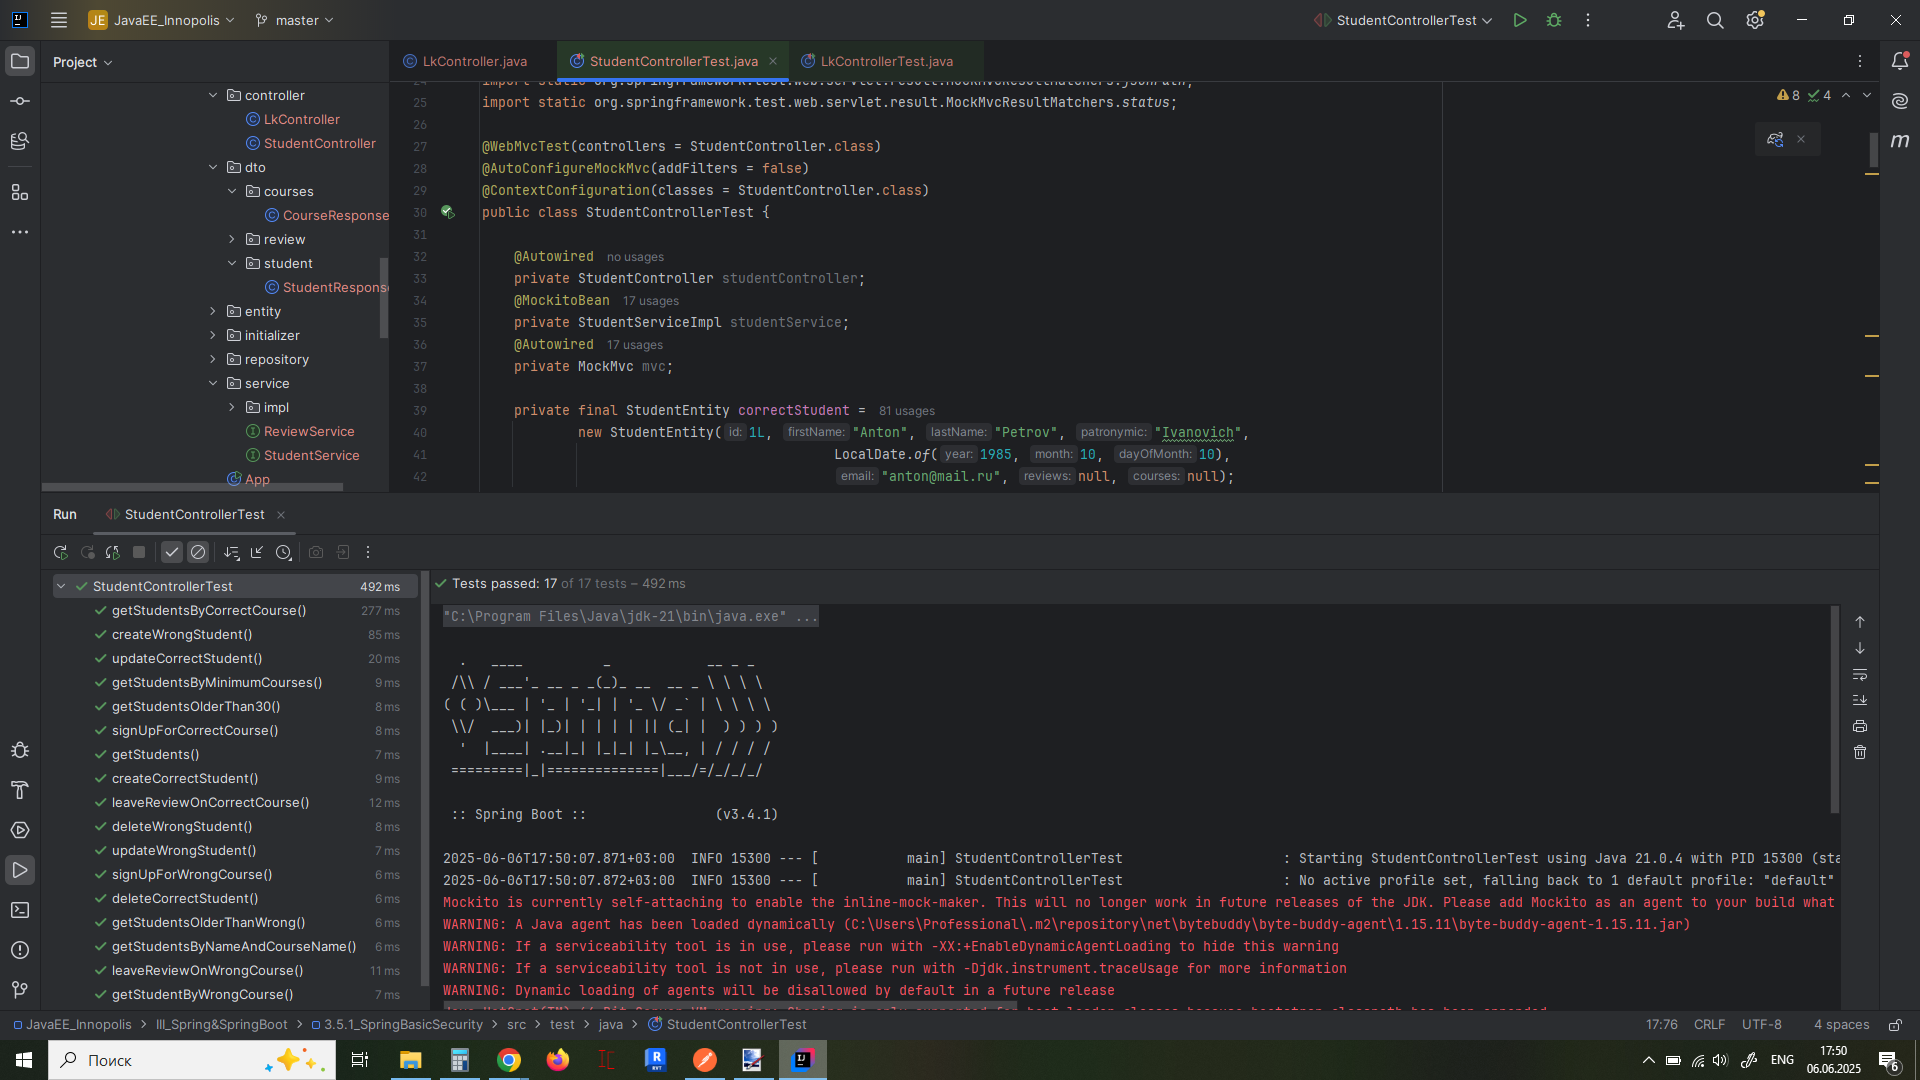 JE JavaEE_Innopolis master StudentControllerTest
Project
LkController.java StudentControllerTest.java LkControllerTest.java
controller
LkController
StudentController
dto
courses
CourseResponse
review
student
StudentRespons
entity
initializer
repository
service
impl
ReviewService
StudentService
App
8 4
25 import static org.springframework.test.web.servlet.result.MockMvcResultMatchers.status;
26
27 @WebMvcTest(controllers = StudentController.class)
28 @AutoConfigureMockMvc(addFilters = false)
29 @ContextConfiguration(classes = StudentController.class)
30 public class StudentControllerTest {
31
32 @Autowired no usages
33 private StudentController studentController;
34 @MockitoBean 17 usages
35 private StudentServiceImpl studentService;
36 @Autowired 17 usages
37 private MockMvc mvc;
38
39 private final StudentEntity correctStudent = 81 usages
40 new StudentEntity( id: 1L, firstName: "Anton", lastName: "Petrov", patronymic: "Ivanovich",
41 LocalDate.of( year: 1985, month: 10, dayOfMonth: 10),
42 email: "anton@mail.ru", reviews: null, courses: null);
Run StudentControllerTest
StudentControllerTest 492 ms
getStudentsByCorrectCourse() 277 ms
createWrongStudent() 85 ms
updateCorrectStudent() 20 ms
getStudentsByMinimumCourses() 9 ms
getStudentsOlderThan30() 8 ms
signUpForCorrectCourse() 8 ms
getStudents() 7 ms
createCorrectStudent() 9 ms
leaveReviewOnCorrectCourse() 12 ms
deleteWrongStudent() 8 ms
updateWrongStudent() 7 ms
signUpForWrongCourse() 6 ms
deleteCorrectStudent() 6 ms
getStudentsOlderThanWrong() 6 ms
getStudentsByNameAndCourseName() 6 ms
leaveReviewOnWrongCourse() 11 ms
getStudentByWrongCourse() 7 ms
Tests passed: 17 of 17 tests – 492 ms
"C:\Program Files\Java\jdk-21\bin\java.exe" ...
:: Spring Boot :: (v3.4.1)
2025-06-06T17:50:07.871+03:00 INFO 15300 --- [ main] StudentControllerTest : Starting StudentControllerTest using Java 21.0.4 with PID 15300 (sta
2025-06-06T17:50:07.872+03:00 INFO 15300 --- [ main] StudentControllerTest : No active profile set, falling back to 1 default profile: "default"
Mockito is currently self-attaching to enable the inline-mock-maker. This will no longer work in future releases of the JDK. Please add Mockito as an agent to your build what
WARNING: A Java agent has been loaded dynamically (C:\Users\Professional\.m2\repository\net\bytebuddy\byte-buddy-agent\1.15.11\byte-buddy-agent-1.15.11.jar)
WARNING: If a serviceability tool is in use, please run with -XX:+EnableDynamicAgentLoading to hide this warning
WARNING: If a serviceability tool is not in use, please run with -Djdk.instrument.traceUsage for more information
WARNING: Dynamic loading of agents will be disallowed by default in a future release
JavaEE_Innopolis > III_Spring&SpringBoot > 3.5.1_SpringBasicSecurity > src > test > java > StudentControllerTest 17:76 CRLF UTF-8 4 spaces
Поиск ENG 17:50
06.06.2025 6